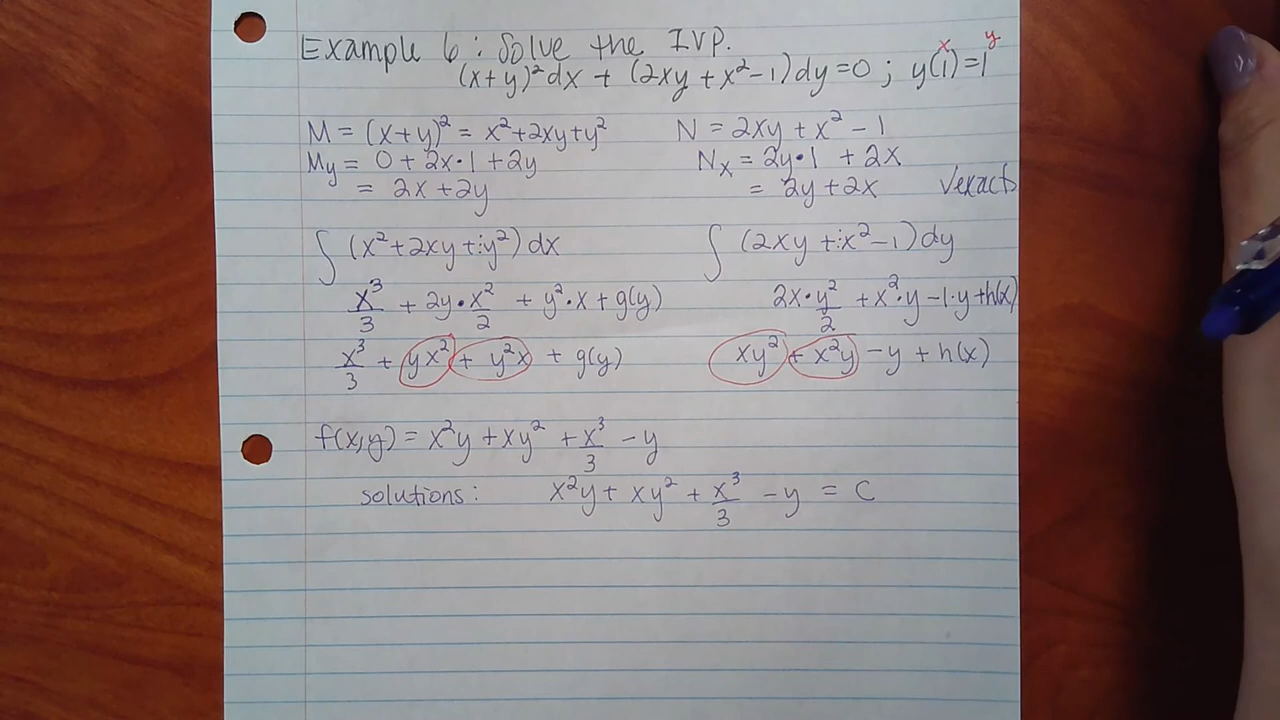 Example 6: Solve the IVP.
(x+y)² dx + (2xy + x² - 1) dy = 0 ; y(1) = 1
x y
M = (x+y)² = x² + 2xy + y²
N = 2xy + x² - 1
My = 0 + 2x•1 + 2y
Nx = 2y•1 + 2x
= 2x + 2y
= 2y + 2x √exact
∫ (x² + 2xy + y²) dx
∫ (2xy + x² - 1) dy
x³/3 + 2y•x²/2 + y²•x + g(y)
2x•y²/2 + x²•y - 1•y + h(x)
x³/3 + yx² + y²x + g(y)
xy² + x²y - y + h(x)
f(x,y) = x²y + xy² + x³/3 - y
solutions: x²y + xy² + x³/3 - y = C